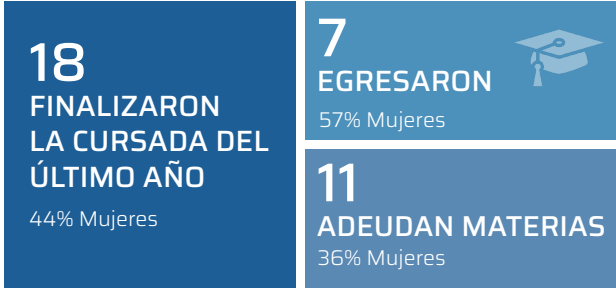 18
FINALIZARON
LA CURSADA DEL
ÚLTIMO AÑO
44% Mujeres
7
EGRESARON
57% Mujeres
11
ADEUDAN MATERIAS
36% Mujeres